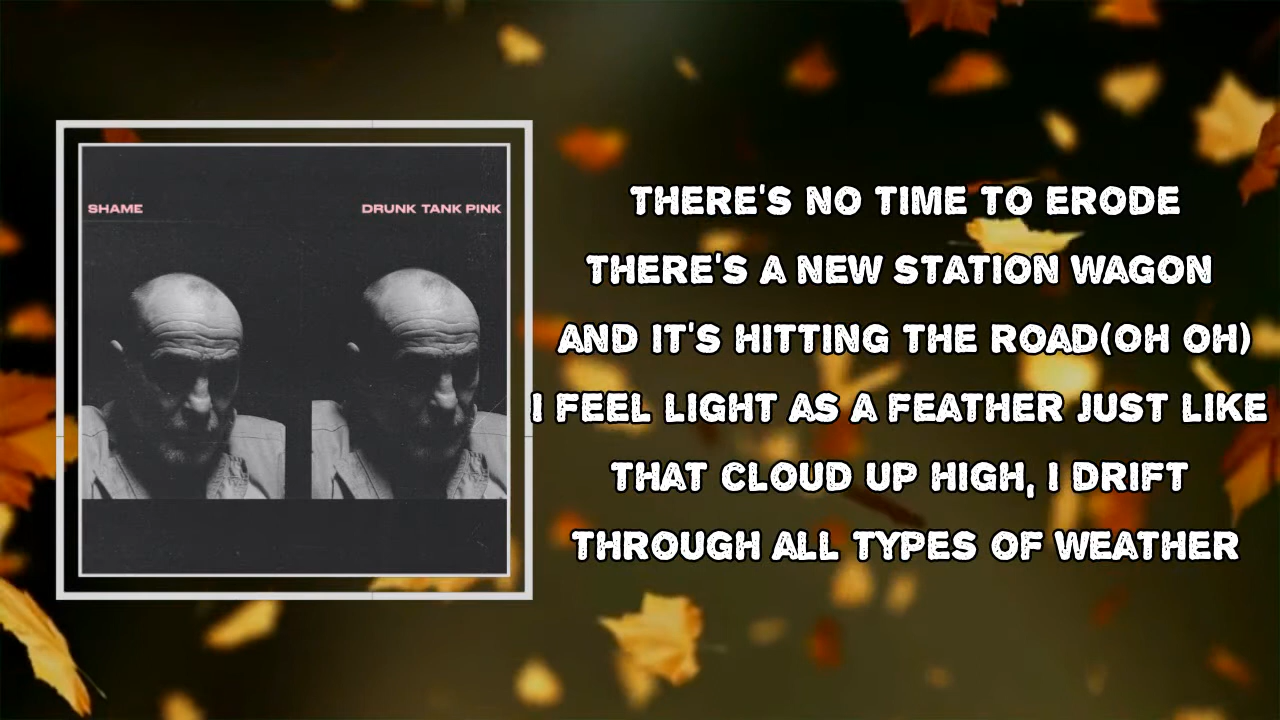 SHAME
DRUNK TANK PINK
THERE'S NO TIME TO ERODE
THERE'S A NEW STATION WAGON
AND IT'S HITTING THE ROAD(OH OH)
I FEEL LIGHT AS A FEATHER JUST LIKE
THAT CLOUD UP HIGH, I DRIFT
THROUGH ALL TYPES OF WEATHER